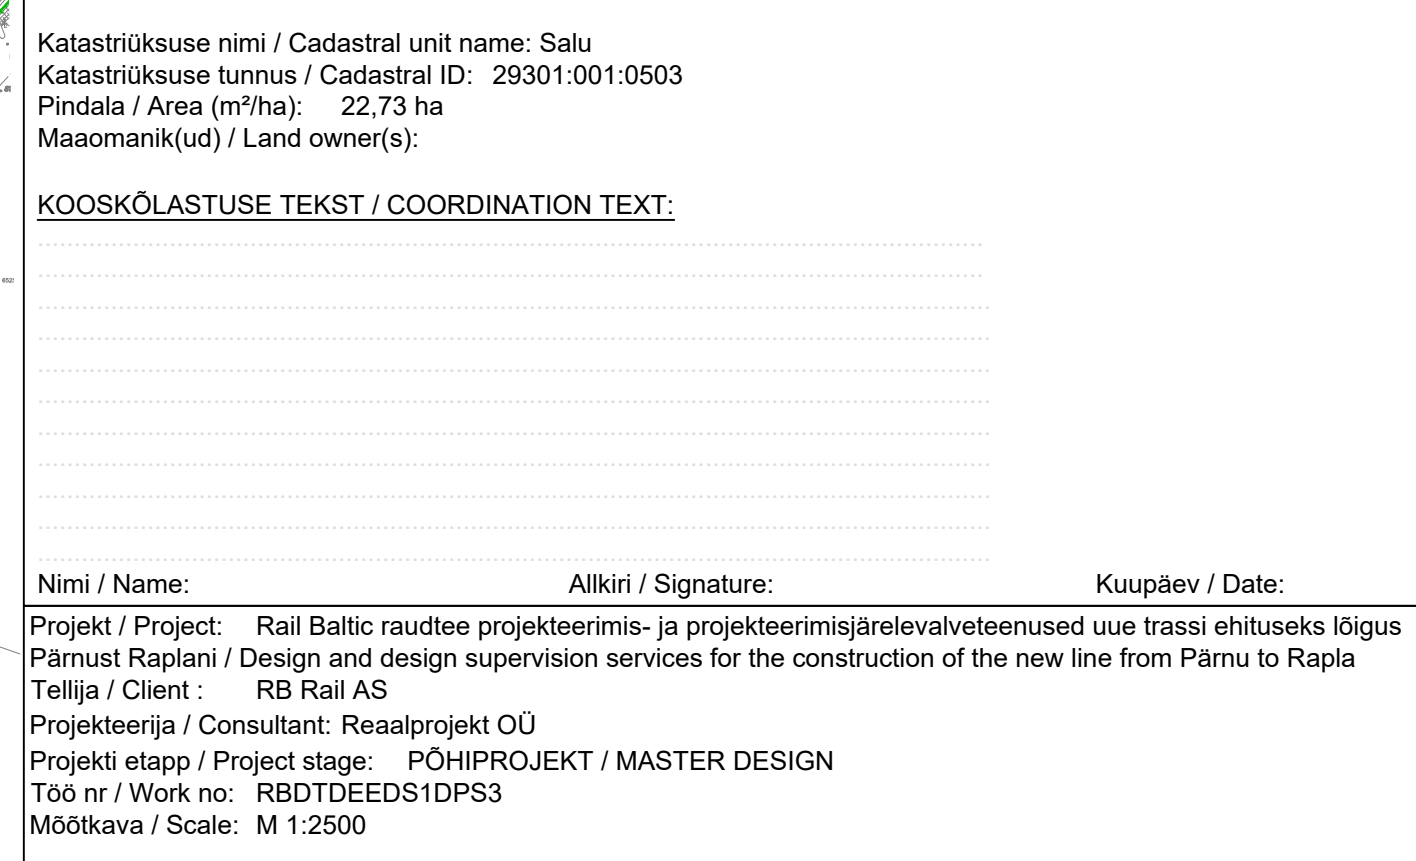 Katastriüksuse nimi / Cadastral unit name: Salu
Katastriüksuse tunnus / Cadastral ID: 29301:001:0503
Pindala / Area (m²/ha): 22,73 ha
Maaomanik(ud) / Land owner(s):
KOOSKÕLASTUSE TEKST / COORDINATION TEXT:
Nimi / Name: Allkiri / Signature: Kuupäev / Date:
Projekt / Project: Rail Baltic raudtee projekteerimis- ja projekteerimisjärelevalveteenused uue trassi ehituseks lõigus
Pärnust Raplani / Design and design supervision services for the construction of the new line from Pärnu to Rapla
Tellija / Client : RB Rail AS
Projekteerija / Consultant: Reaalprojekt OÜ
Projekti etapp / Project stage: PÕHIPROJEKT / MASTER DESIGN
Töö nr / Work no: RBDTDEEDS1DPS3
Mõõtkava / Scale: M 1:2500